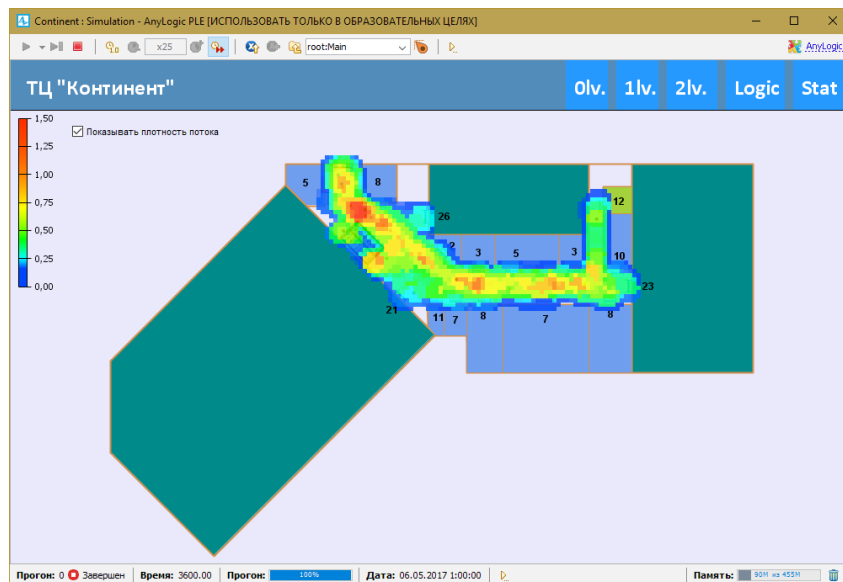 Continent : Simulation - AnyLogic PLE [ИСПОЛЬЗОВАТЬ ТОЛЬКО В ОБРАЗОВАТЕЛЬНЫХ ЦЕЛЯХ]
x25 root:Main AnyLogic
ТЦ "Континент" 0lv. 1lv. 2lv. Logic Stat
1,50
Показывать плотность потока
1,25
1,00
0,75
0,50
0,25
0,00
5 8
12
26
2 3 5 3 10
23
21
11 7 8 7 8
Прогон: 0 Завершен Время: 3600.00 Прогон: 100% Дата: 06.05.2017 1:00:00 Память: 90M из 455M